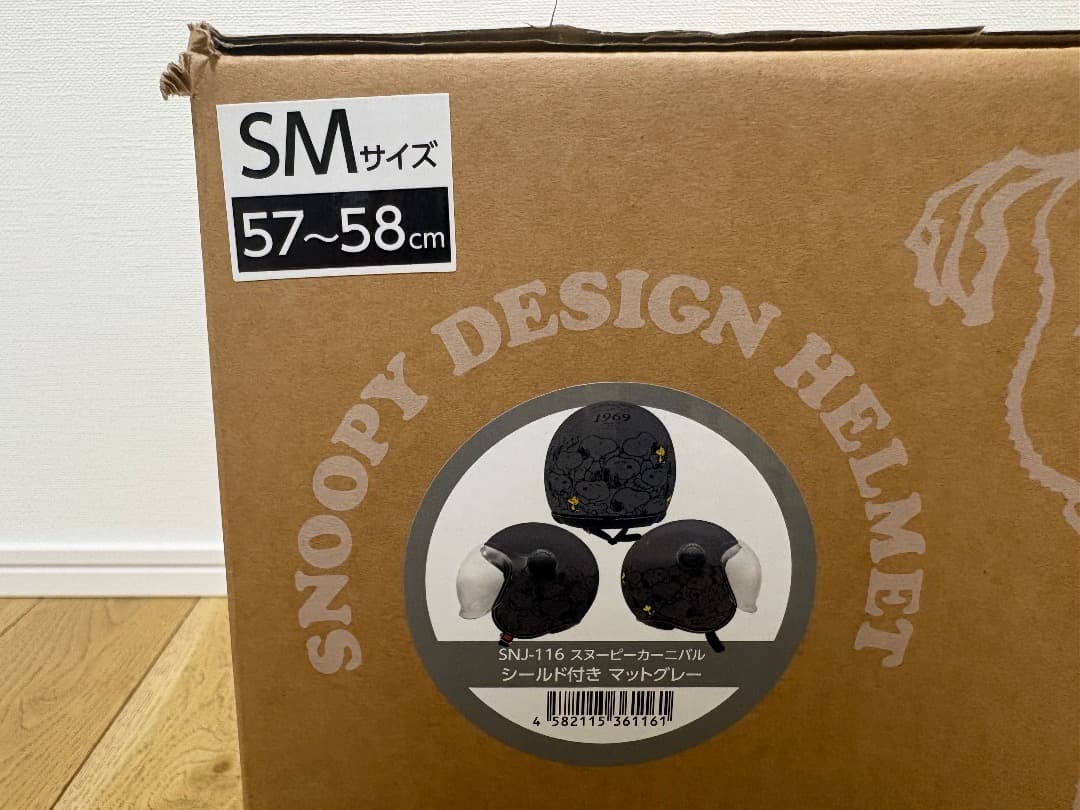 SMサイズ
57～58cm
SNOOPY DESIGN HELMET
1969
SNJ-116 スヌーピーカーニバル
シールド付き マットグレー
4 582115 361161